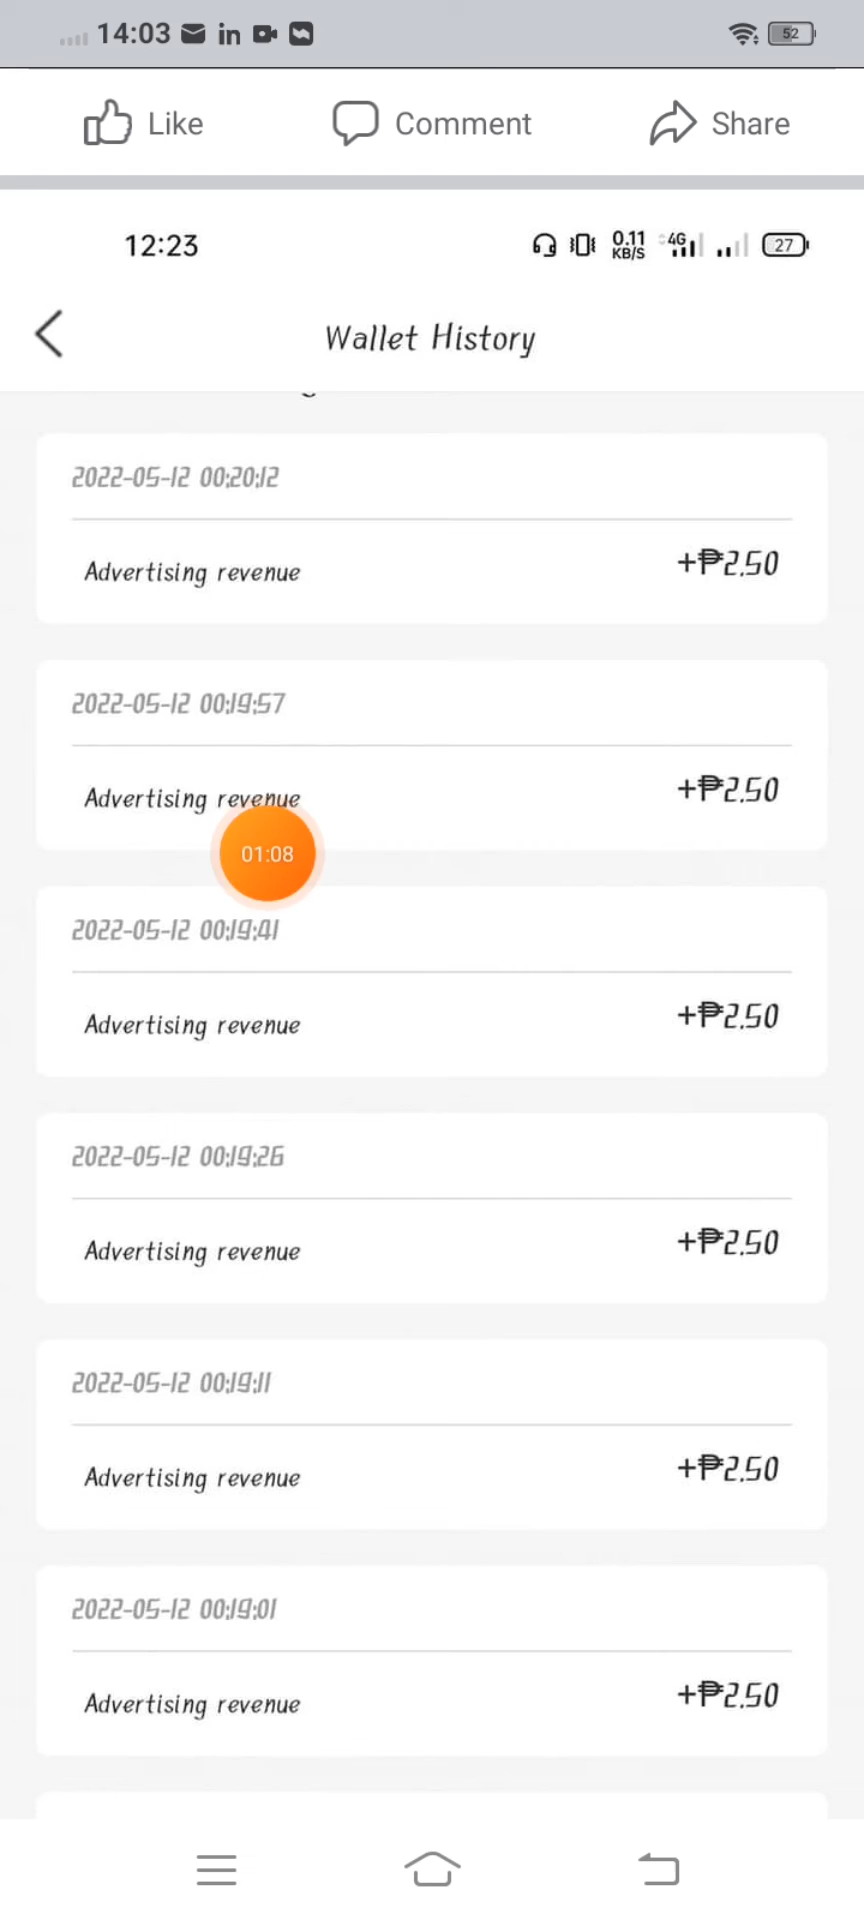 14:03 in 52
Like Comment Share
12:23 0.11 KB/S 4G 27
Wallet History
2022-05-12 00:20:12
Advertising revenue +₱2.50
2022-05-12 00:19:57
Advertising revenue +₱2.50
01:08
2022-05-12 00:19:41
Advertising revenue +₱2.50
2022-05-12 00:19:26
Advertising revenue +₱2.50
2022-05-12 00:19:11
Advertising revenue +₱2.50
2022-05-12 00:19:01
Advertising revenue +₱2.50